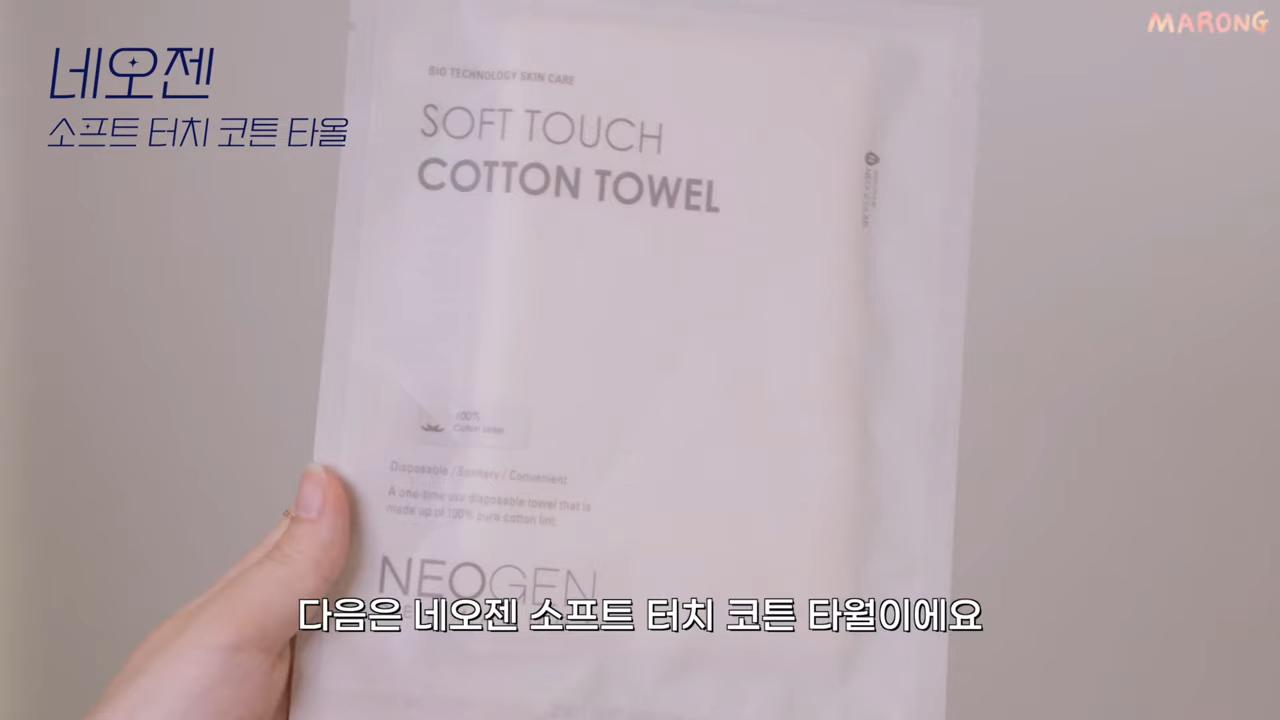 MARONG
네오젠
소프트 터치 코튼 타올
BIO TECHNOLOGY SKIN CARE
SOFT TOUCH
COTTON TOWEL
100%
Disposable / Sanitary / Convenient
A one-time use disposable towel that is
made up of 100% pure cotton lint.
NEOGEN
다음은 네오젠 소프트 터치 코튼 타월이에요